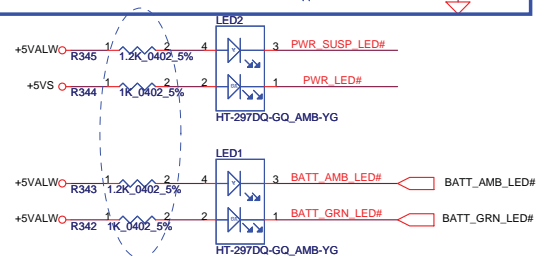 LED2
+5VALW 1 2 4 3 PWR_SUSP_LED#
R345 1.2K_0402_5%
+5VS 1 2 2 1 PWR_LED#
R344 1K_0402_5%
HT-297DQ-GQ_AMB-YG
LED1
+5VALW 1 2 4 3 BATT_AMB_LED# BATT_AMB_LED#
R343 1.2K_0402_5%
+5VALW 1 2 2 1 BATT_GRN_LED# BATT_GRN_LED#
R342 1K_0402_5%
HT-297DQ-GQ_AMB-YG